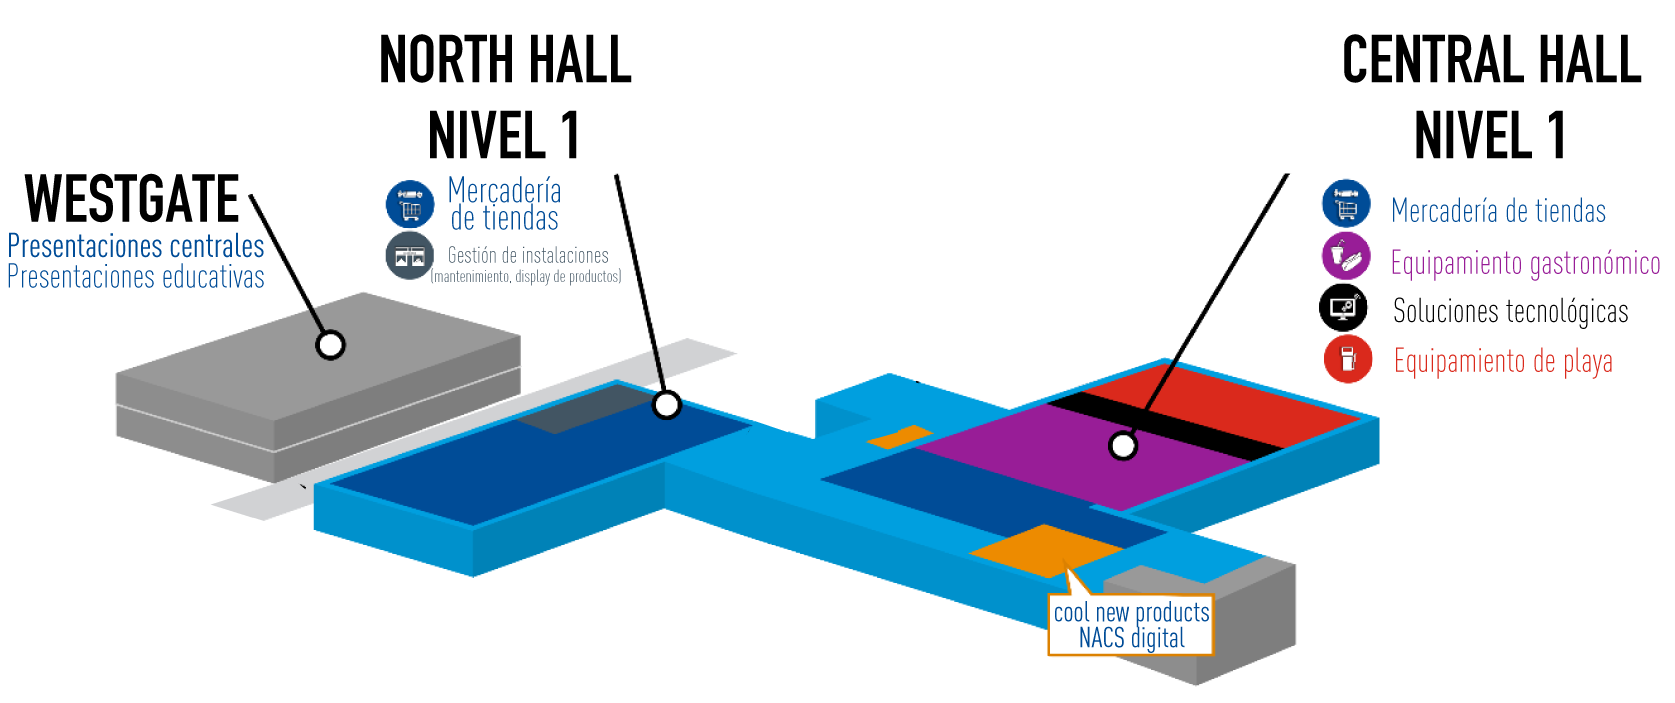 NORTH HALL
NIVEL 1
Mercadería
de tiendas
Gestión de instalaciones
(mantenimiento, display de productos)
CENTRAL HALL
NIVEL 1
Mercadería de tiendas
Equipamiento gastronómico
Soluciones tecnológicas
Equipamiento de playa
WESTGATE
Presentaciones centrales
Presentaciones educativas
cool new products
NACS digital